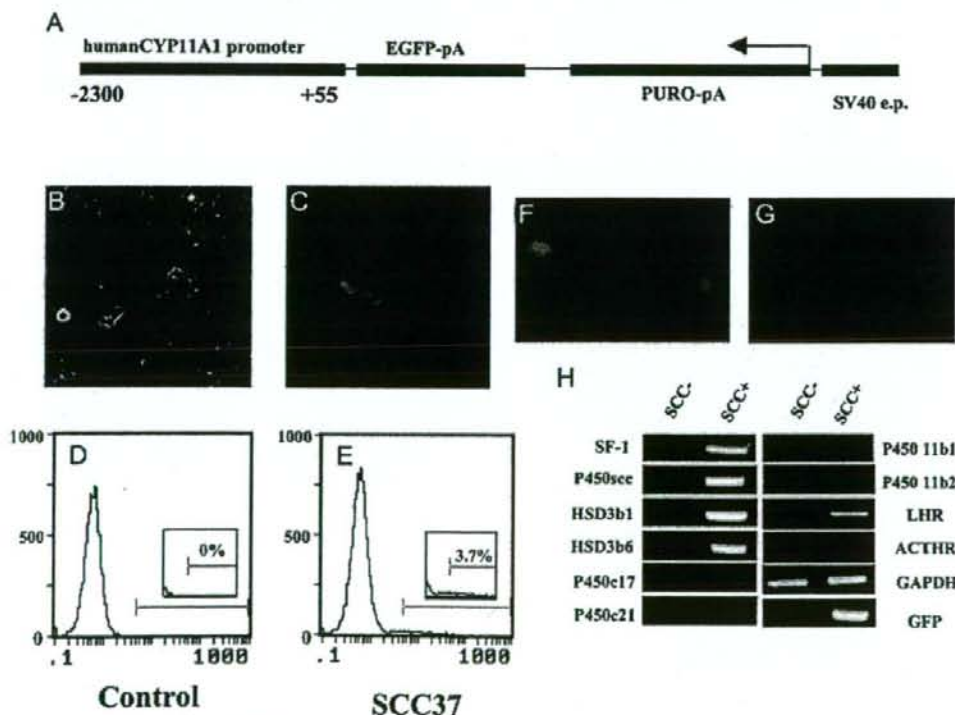 A
humanCYP11A1 promoter
EGFP-pA
-2300
+55
PURO-pA
SV40 e.p.
B
C
F
G
H
SCC-
SCC+
SCC-
SCC+
SF-1
P450 11b1
P450scc
P450 11b2
HSD3b1
LHR
HSD3b6
ACTHR
P450c17
GAPDH
P450c21
GFP
1000
D
500
0%
0
.1
1000
Control
1000
E
500
3.7%
0
.1
1000
SCC37